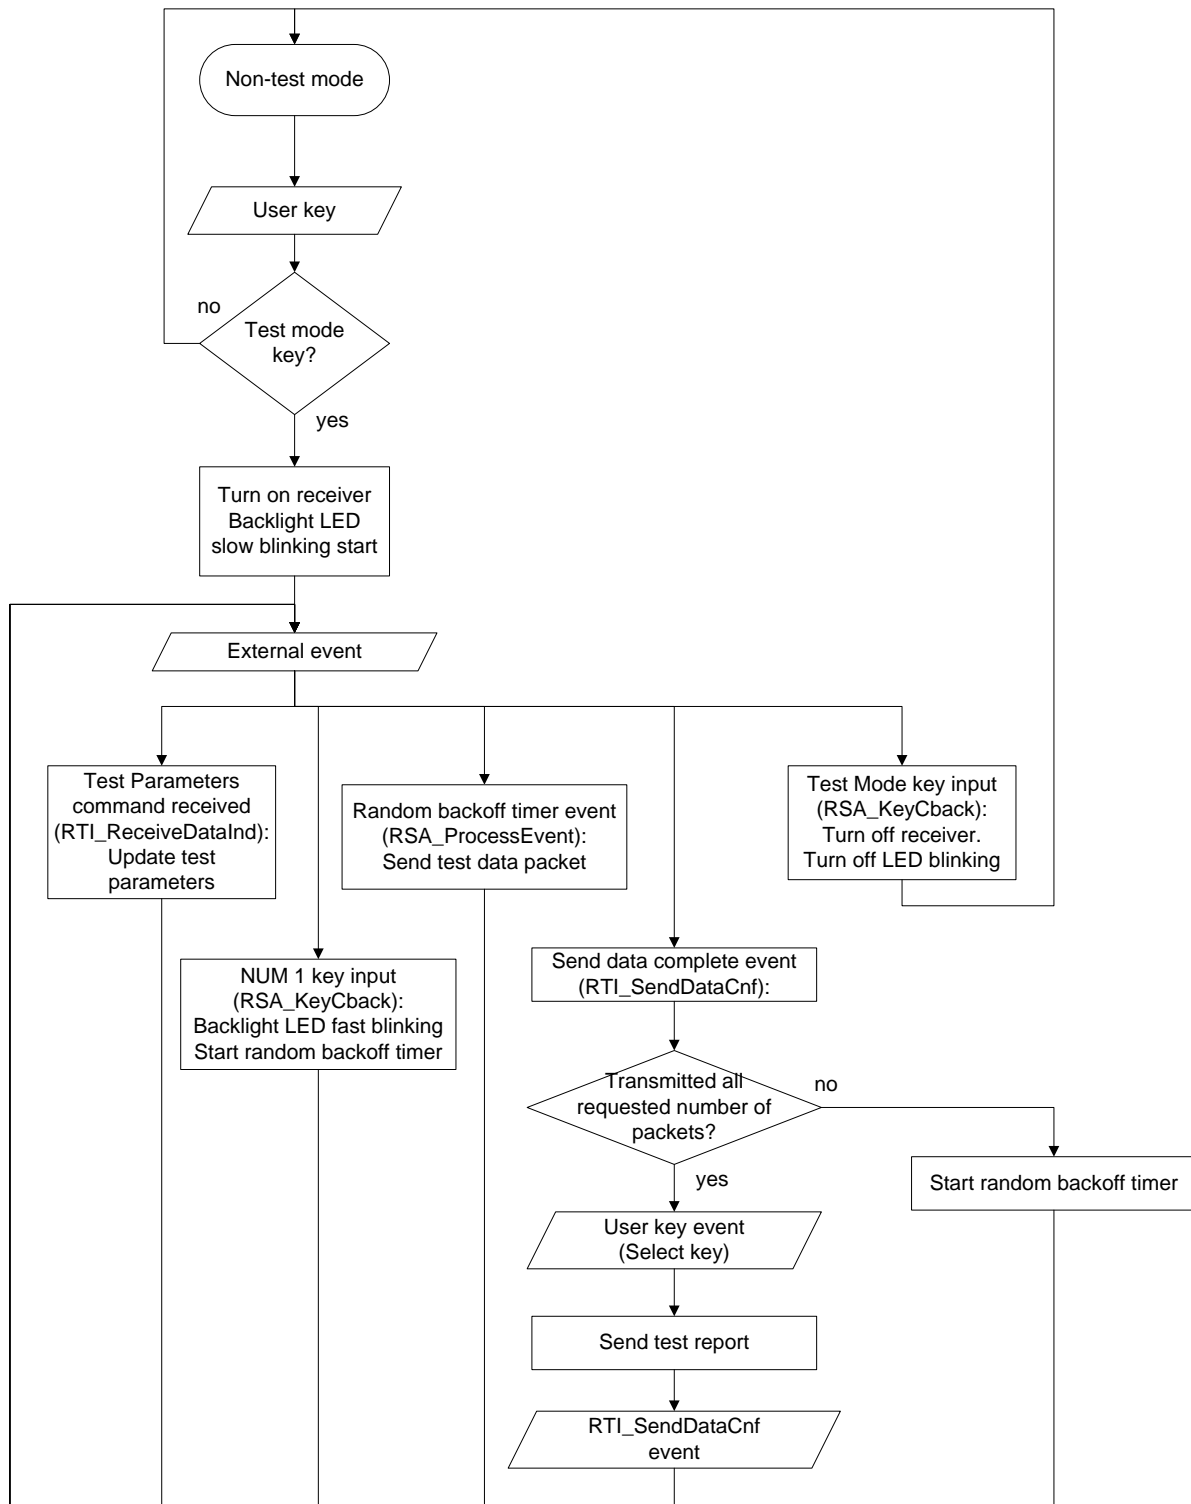 Non-test mode
User key
no
Test mode
key?
yes
Turn on receiver
Backlight LED
slow blinking start
External event
Test Parameters
command received
(RTI_ReceiveDataInd):
Update test
parameters
Random backoff timer event
(RSA_ProcessEvent):
Send test data packet
Test Mode key input
(RSA_KeyCback):
Turn off receiver.
Turn off LED blinking
NUM 1 key input
(RSA_KeyCback):
Backlight LED fast blinking
Start random backoff timer
Send data complete event
(RTI_SendDataCnf):
Transmitted all
requested number of
packets?
no
yes
Start random backoff timer
User key event
(Select key)
Send test report
RTI_SendDataCnf
event